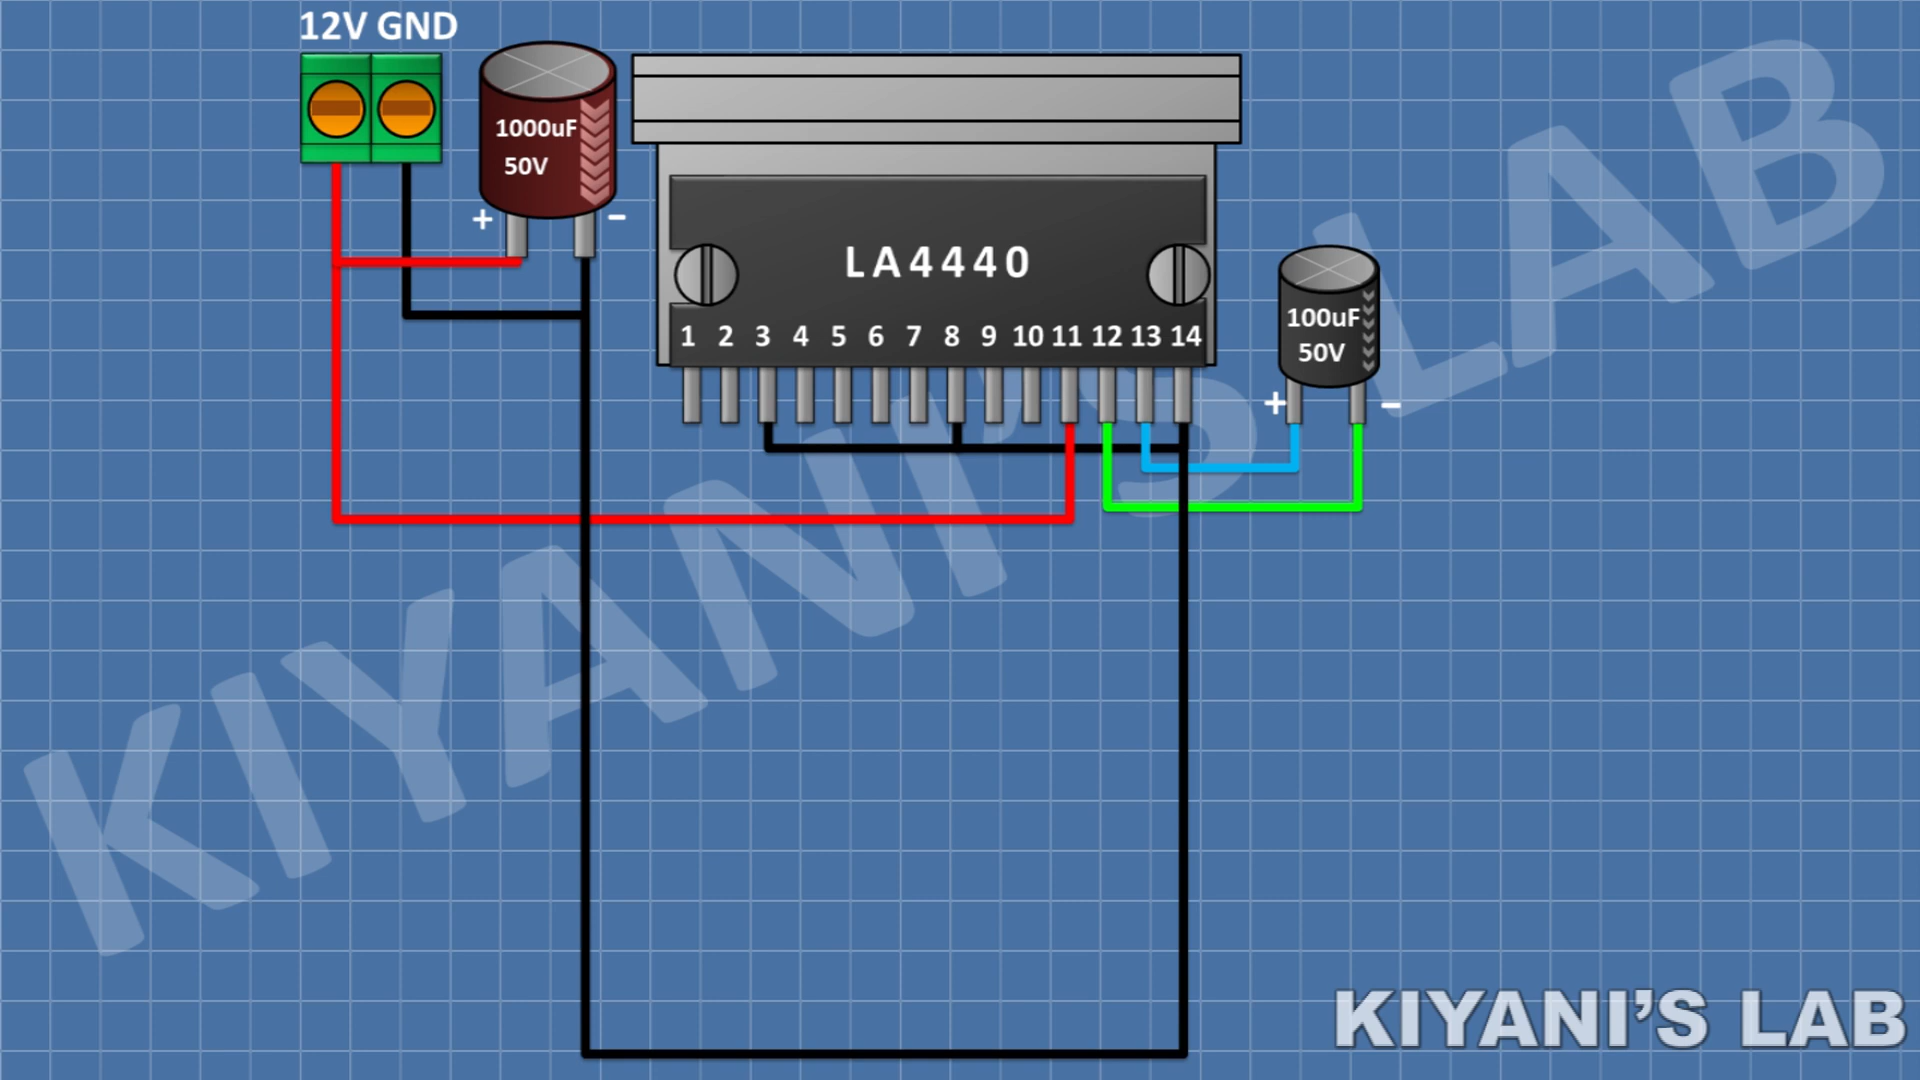 12V GND
1000uF
50V
+ −
LA4440
1 2 3 4 5 6 7 8 9 10 11 12 13 14
100uF
50V
+ −
KIYANI'S LAB
KIYANI'S LAB